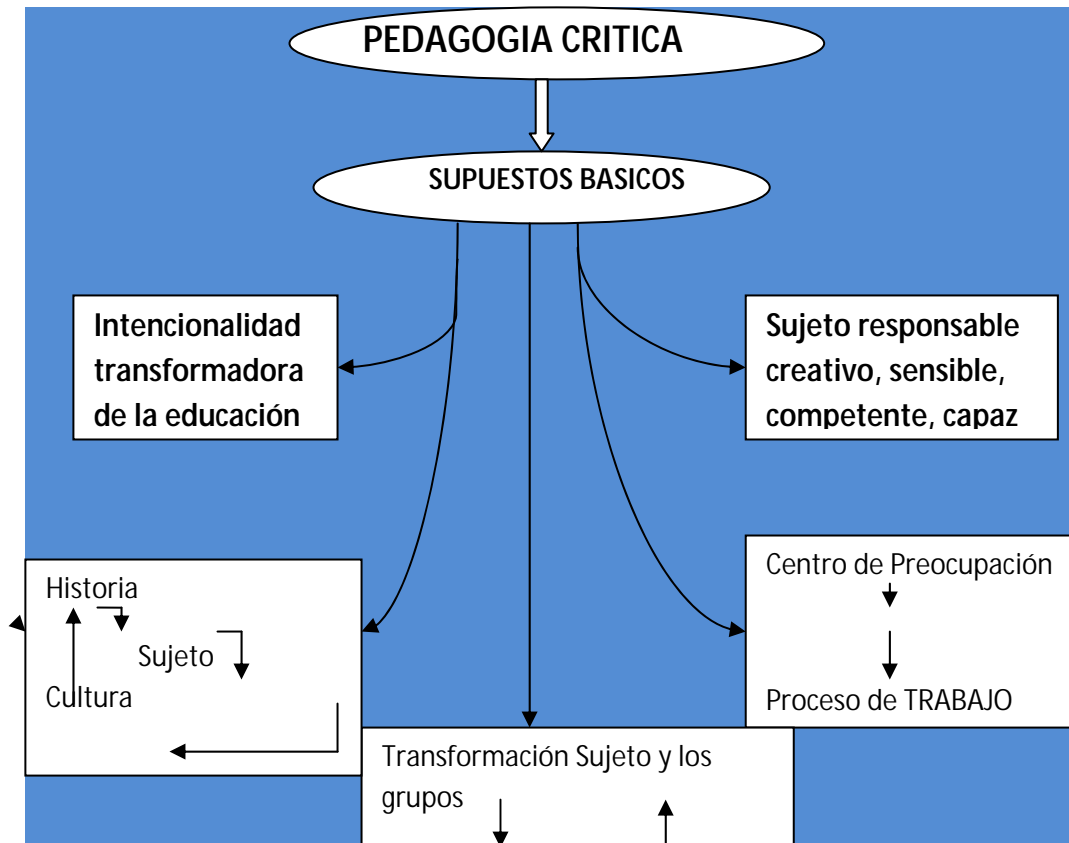 PEDAGOGIA CRITICA
SUPUESTOS BASICOS
Intencionalidad
transformadora
de la educación
Sujeto responsable
creativo, sensible,
competente, capaz
Historia
Sujeto
Cultura
Centro de Preocupación
Proceso de TRABAJO
Transformación Sujeto y los
grupos